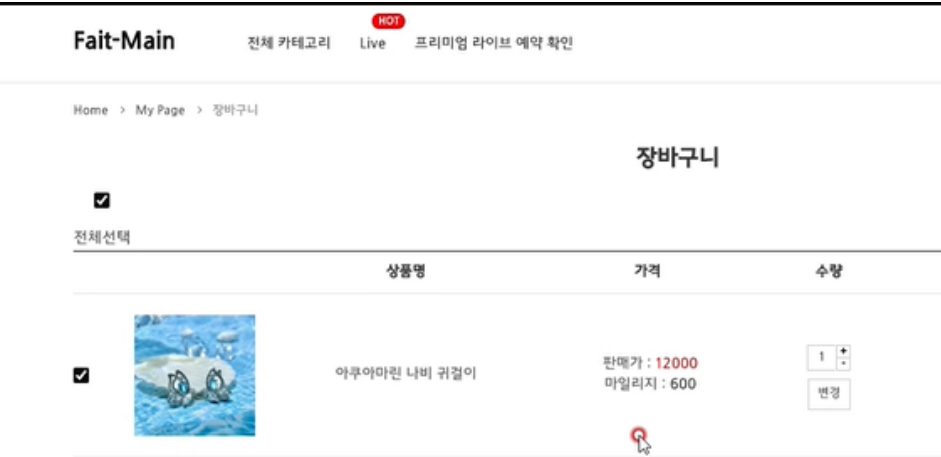 HOT
Fait-Main 전체 카테고리 Live 프리미엄 라이브 예약 확인
Home > My Page > 장바구니
장바구니
전체선택
상품명 가격 수량
아쿠아마린 나비 귀걸이
판매가 : 12000
마일리지 : 600
1
변경